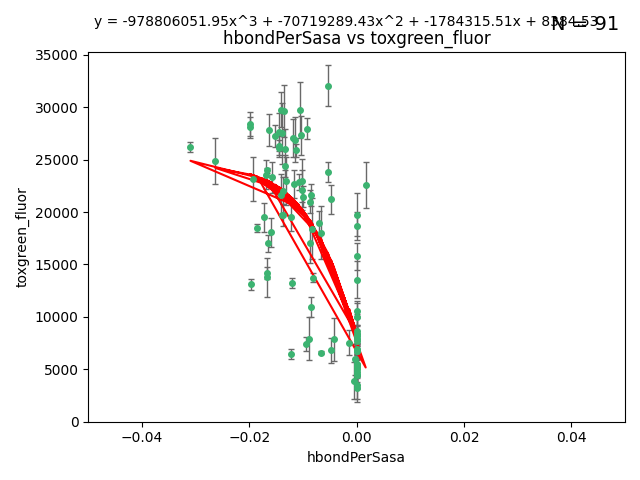 y = -978806051.95x^3 + -70719289.43x^2 + -1784315.51x + 8384.53
N = 91
hbondPerSasa vs toxgreen_fluor
35000
30000
25000
20000
15000
10000
5000
0
toxgreen_fluor
−0.04
−0.02
0.00
0.02
0.04
hbondPerSasa